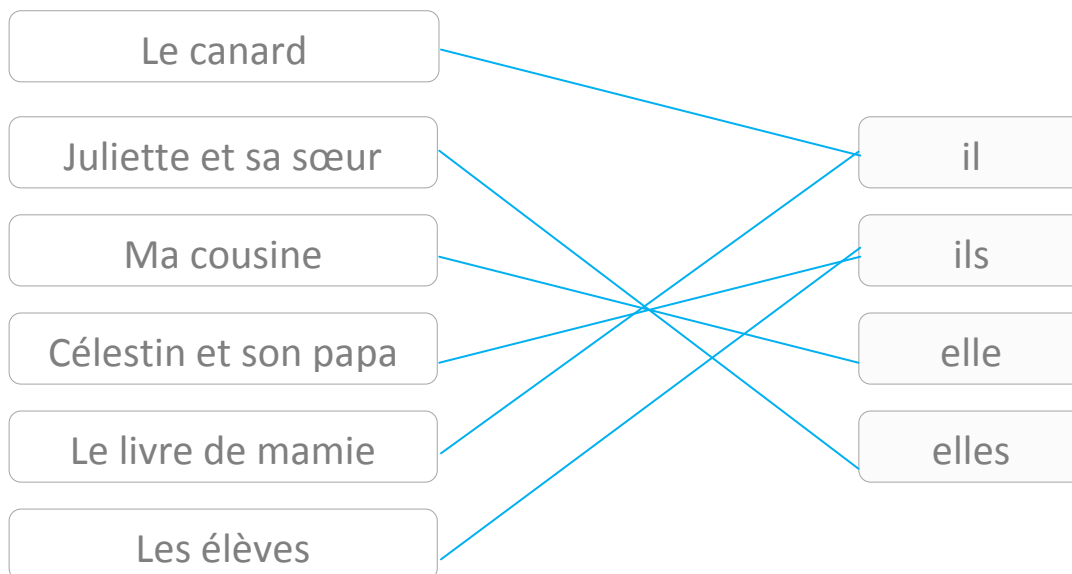 Le canard
Juliette et sa sœur
il
Ma cousine
ils
Célestin et son papa
elle
Le livre de mamie
elles
Les élèves